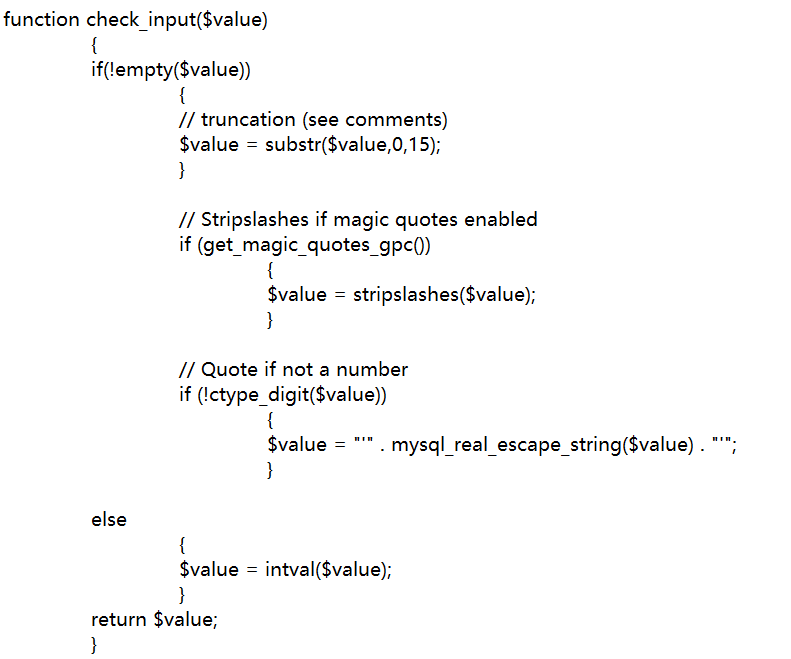 function check_input($value)
{
if(!empty($value))
{
// truncation (see comments)
$value = substr($value,0,15);
}
// Stripslashes if magic quotes enabled
if (get_magic_quotes_gpc())
{
$value = stripslashes($value);
}
// Quote if not a number
if (!ctype_digit($value))
{
$value = "'" . mysql_real_escape_string($value) . "'";
}
else
{
$value = intval($value);
}
return $value;
}